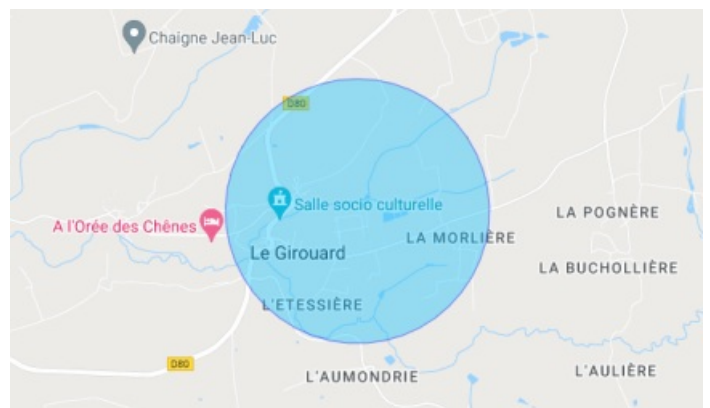 Chaigne Jean-Luc
D80
Salle socio culturelle
LA POGNÈRE
A l'Orée des Chênes
LA MORLIÈRE
Le Girouard
LA BUCHOLLIÈRE
L'ETESSIÈRE
D80
L'AUMONDRIE
L'AULIÈRE